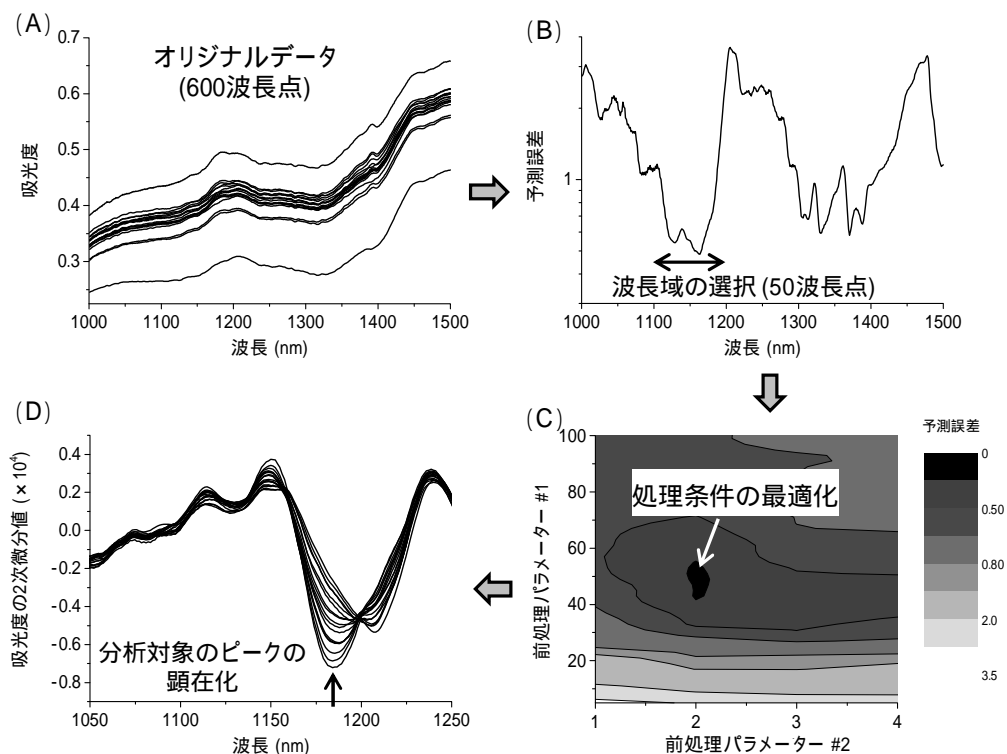 (A)
オリジナルデータ
(600波長点)
0.7
0.6
0.5
0.4
0.3
吸光度
1000
1100
1200
1300
1400
1500
波長 (nm)
(B)
予測誤差
1
波長域の選択 (50波長点)
1000
1100
1200
1300
1400
1500
波長 (nm)
(D)
吸光度の2次微分値 (×10⁴)
0.4
0.2
0.0
-0.2
-0.4
-0.6
-0.8
分析対象のピークの
顕在化
1050
1100
1150
1200
1250
波長 (nm)
(C)
前処理パラメーター #1
100
80
60
40
20
処理条件の最適化
1
2
3
4
前処理パラメーター #2
予測誤差
0
0.50
0.80
2.0
3.5